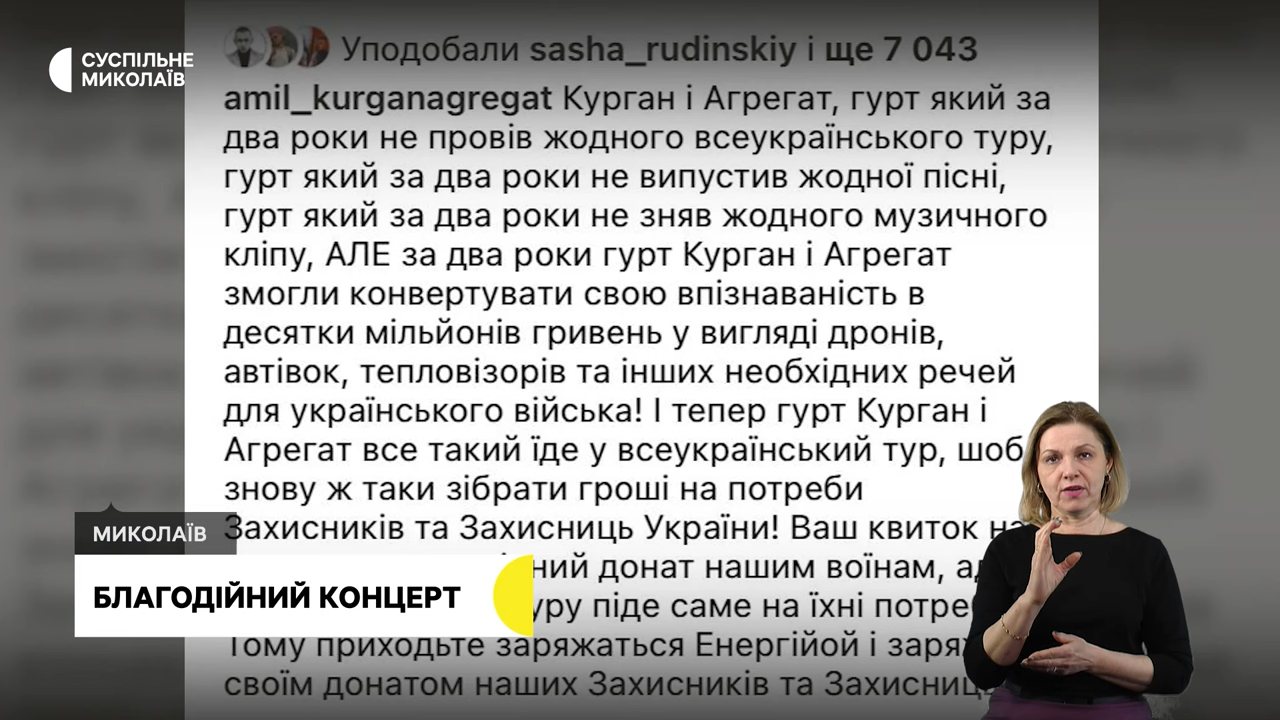 СУСПІЛЬНЕ
МИКОЛАЇВ
Уподобали sasha_rudinskiy і ще 7 043
amil_kurganagregat Курган і Агрегат, гурт який за
два роки не провів жодного всеукраїнського туру,
гурт який за два роки не випустив жодної пісні,
гурт який за два роки не зняв жодного музичного
кліпу, АЛЕ за два роки гурт Курган і Агрегат
змогли конвертувати свою впізнаваність в
десятки мільйонів гривень у вигляді дронів,
автівок, тепловізорів та інших необхідних речей
для українського війська! І тепер гурт Курган і
Агрегат все такий їде у всеукраїнський тур, шоб
знову ж таки зібрати гроші на потреби
Захисників та Захисниць України! Ваш квиток
донат нашим воїнам,
піде саме на їхні
Тому приходьте заряжаться Енергійой і
своїм донатом наших Захисників та
МИКОЛАЇВ
БЛАГОДІЙНИЙ КОНЦЕРТ